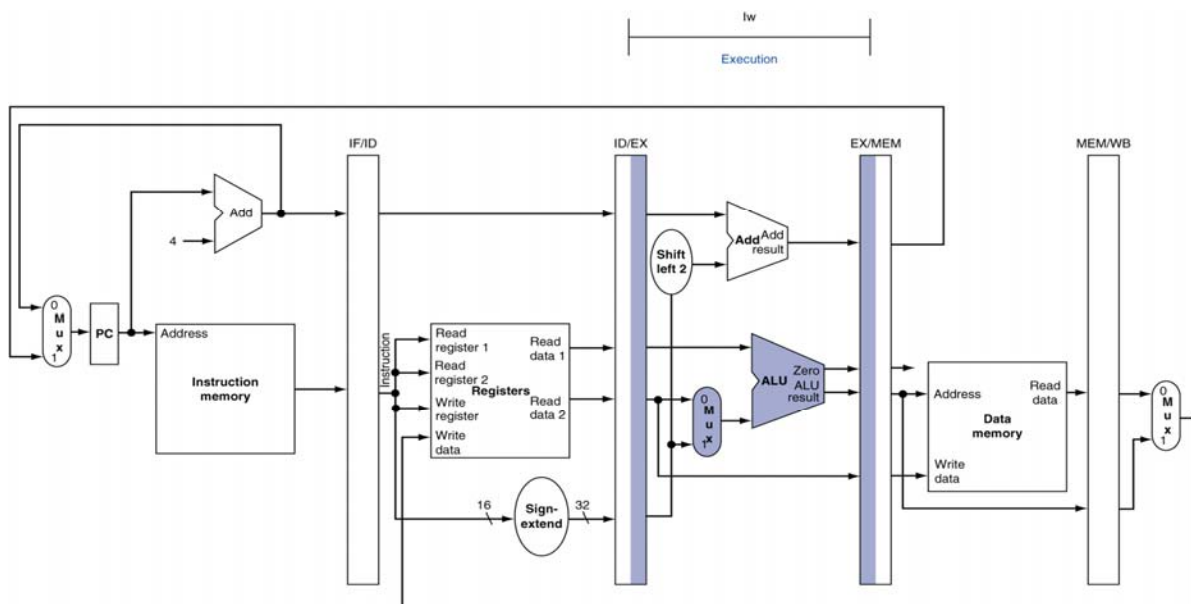 lw
Execution
IF/ID
ID/EX
EX/MEM
MEM/WB
Add
4
Shift
left 2
Add
Add
result
0
M
u
x
1
PC
Address
Instruction
memory
Instruction
Read
register 1
Read
register 2
Registers
Write
register
Write
data
Read
data 1
Read
data 2
16
Sign-
extend
32
0
M
u
x
1
ALU
Zero
ALU
result
Address
Read
data
Data
memory
Write
data
0
M
u
x
1